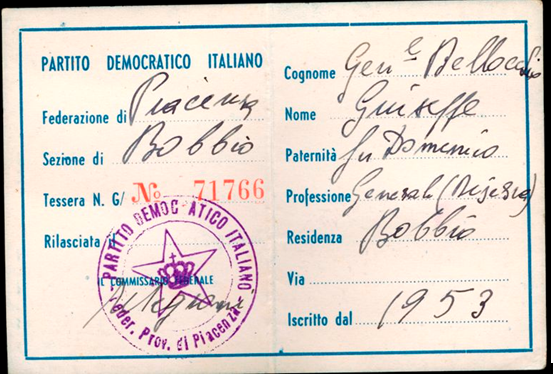 PARTITO DEMOCRATICO ITALIANO
Federazione di Piacenza
Sezione di Bobbio
Tessera N. G/ No 71766
Rilasciata il
IL COMMISSARIO FEDERALE
PARTITO DEMOC ATICO ITALIANO
Feder. Prov. di Piacenza
Cognome Gen.le Bellocchio
Nome Giuseppe
Paternità fu Domenico
Professione Generale (Riserva)
Residenza Bobbio
Via
Iscritto dal 1953